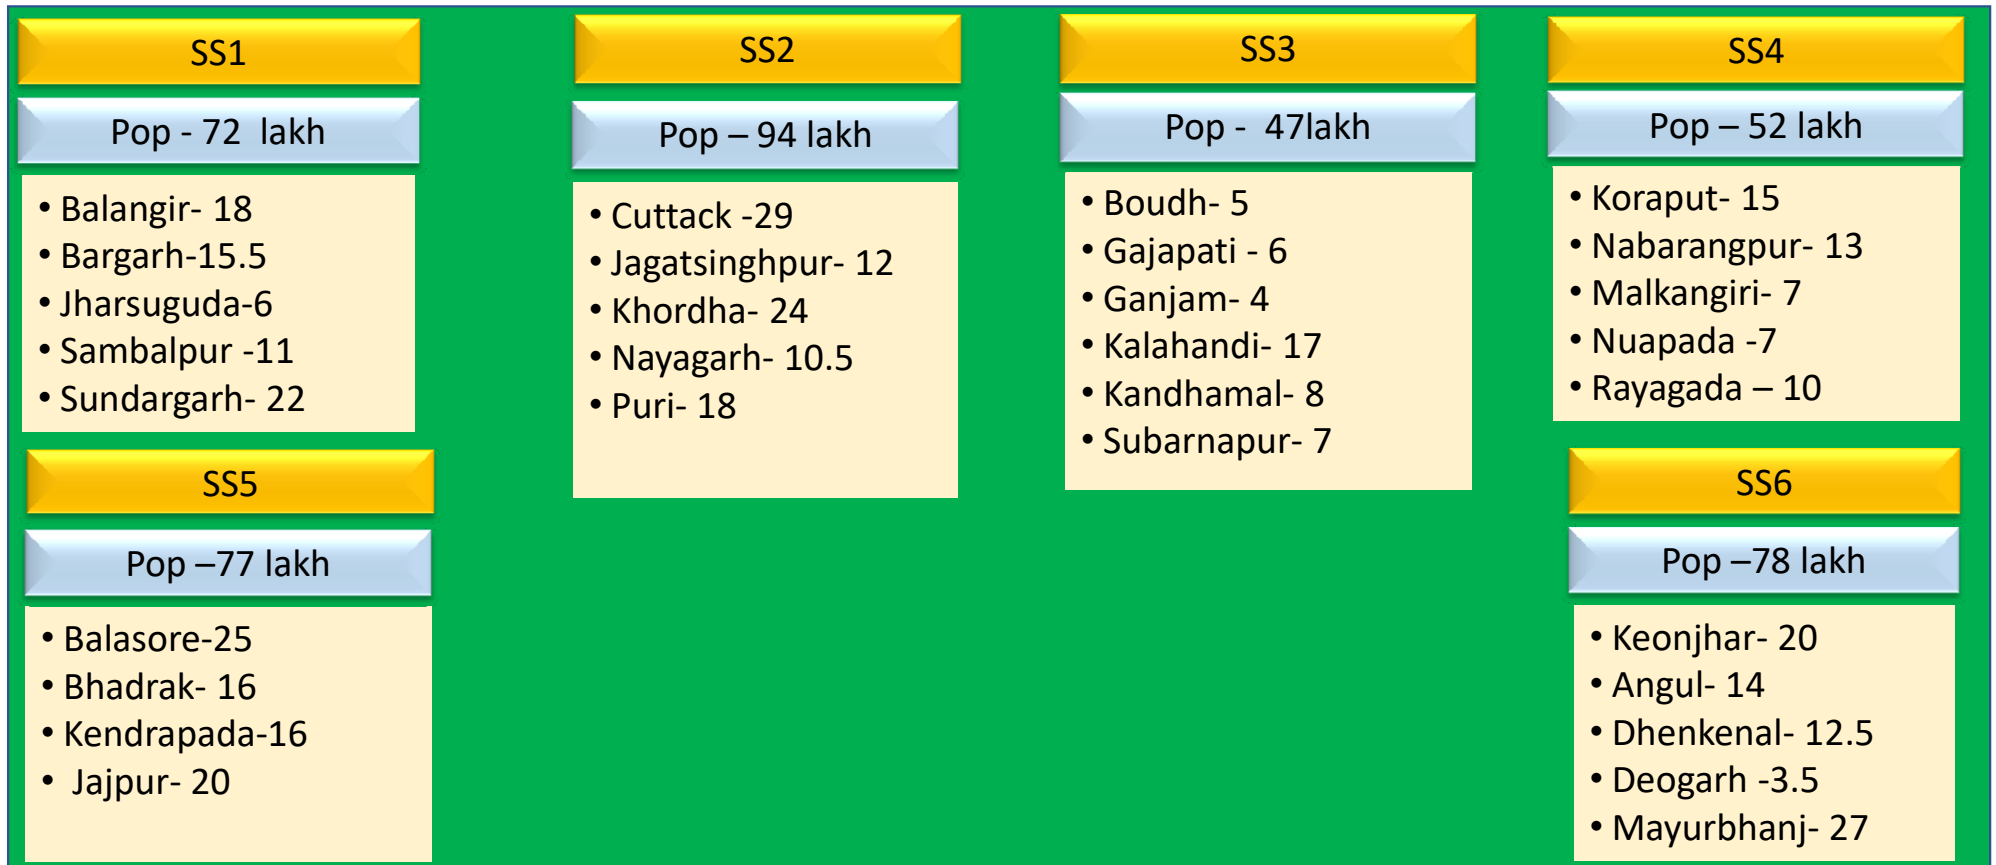 SS1
Pop - 72 lakh
• Balangir- 18
• Bargarh-15.5
• Jharsuguda-6
• Sambalpur -11
• Sundargarh- 22
SS2
Pop – 94 lakh
• Cuttack -29
• Jagatsinghpur- 12
• Khordha- 24
• Nayagarh- 10.5
• Puri- 18
SS3
Pop - 47lakh
• Boudh- 5
• Gajapati - 6
• Ganjam- 4
• Kalahandi- 17
• Kandhamal- 8
• Subarnapur- 7
SS4
Pop – 52 lakh
• Koraput- 15
• Nabarangpur- 13
• Malkangiri- 7
• Nuapada -7
• Rayagada – 10
SS5
Pop –77 lakh
• Balasore-25
• Bhadrak- 16
• Kendrapada-16
• Jajpur- 20
SS6
Pop –78 lakh
• Keonjhar- 20
• Angul- 14
• Dhenkenal- 12.5
• Deogarh -3.5
• Mayurbhanj- 27